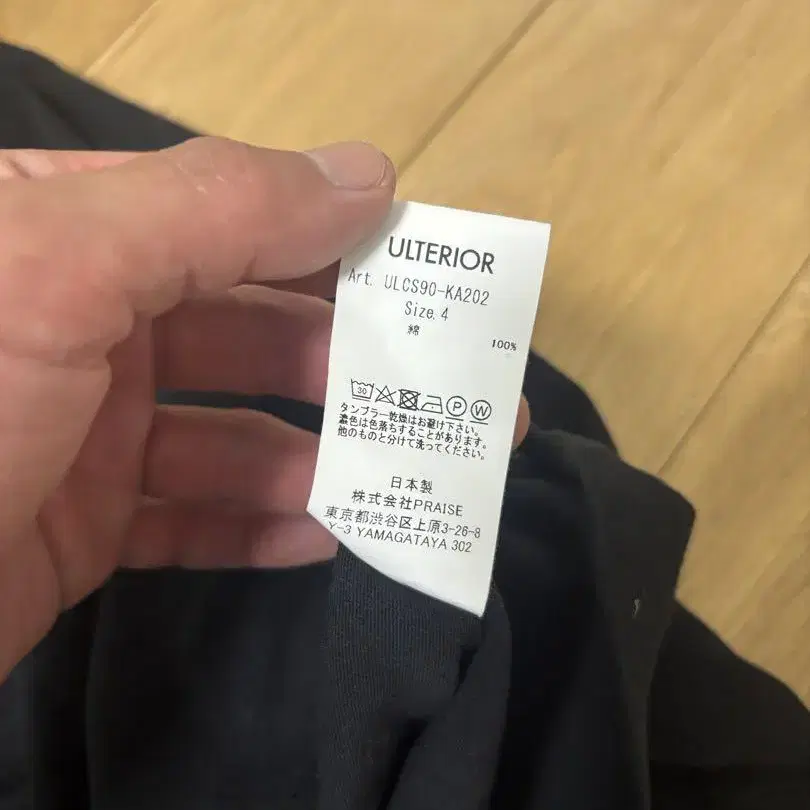 ULTERIOR
Art. ULCS90-KA202
Size.4
綿 100%
30 P W
タンブラー乾燥はお避け下さい。
濃色は色落ちすることがあります。
他のものと分けて洗ってください。
日本製
株式会社PRAISE
東京都渋谷区上原3-26-8
Y-3 YAMAGATAYA 302